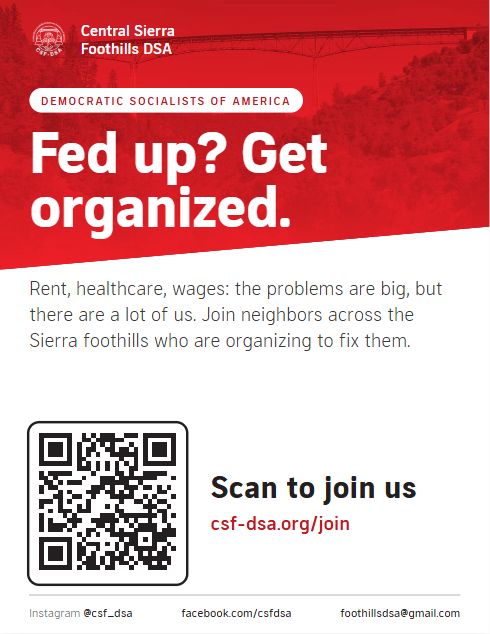 CSF-DSA
Central Sierra
Foothills DSA
DEMOCRATIC SOCIALISTS OF AMERICA
Fed up? Get
organized.
Rent, healthcare, wages: the problems are big, but
there are a lot of us. Join neighbors across the
Sierra foothills who are organizing to fix them.
Scan to join us
csf-dsa.org/join
Instagram @csf_dsa facebook.com/csfdsa foothillsdsa@gmail.com